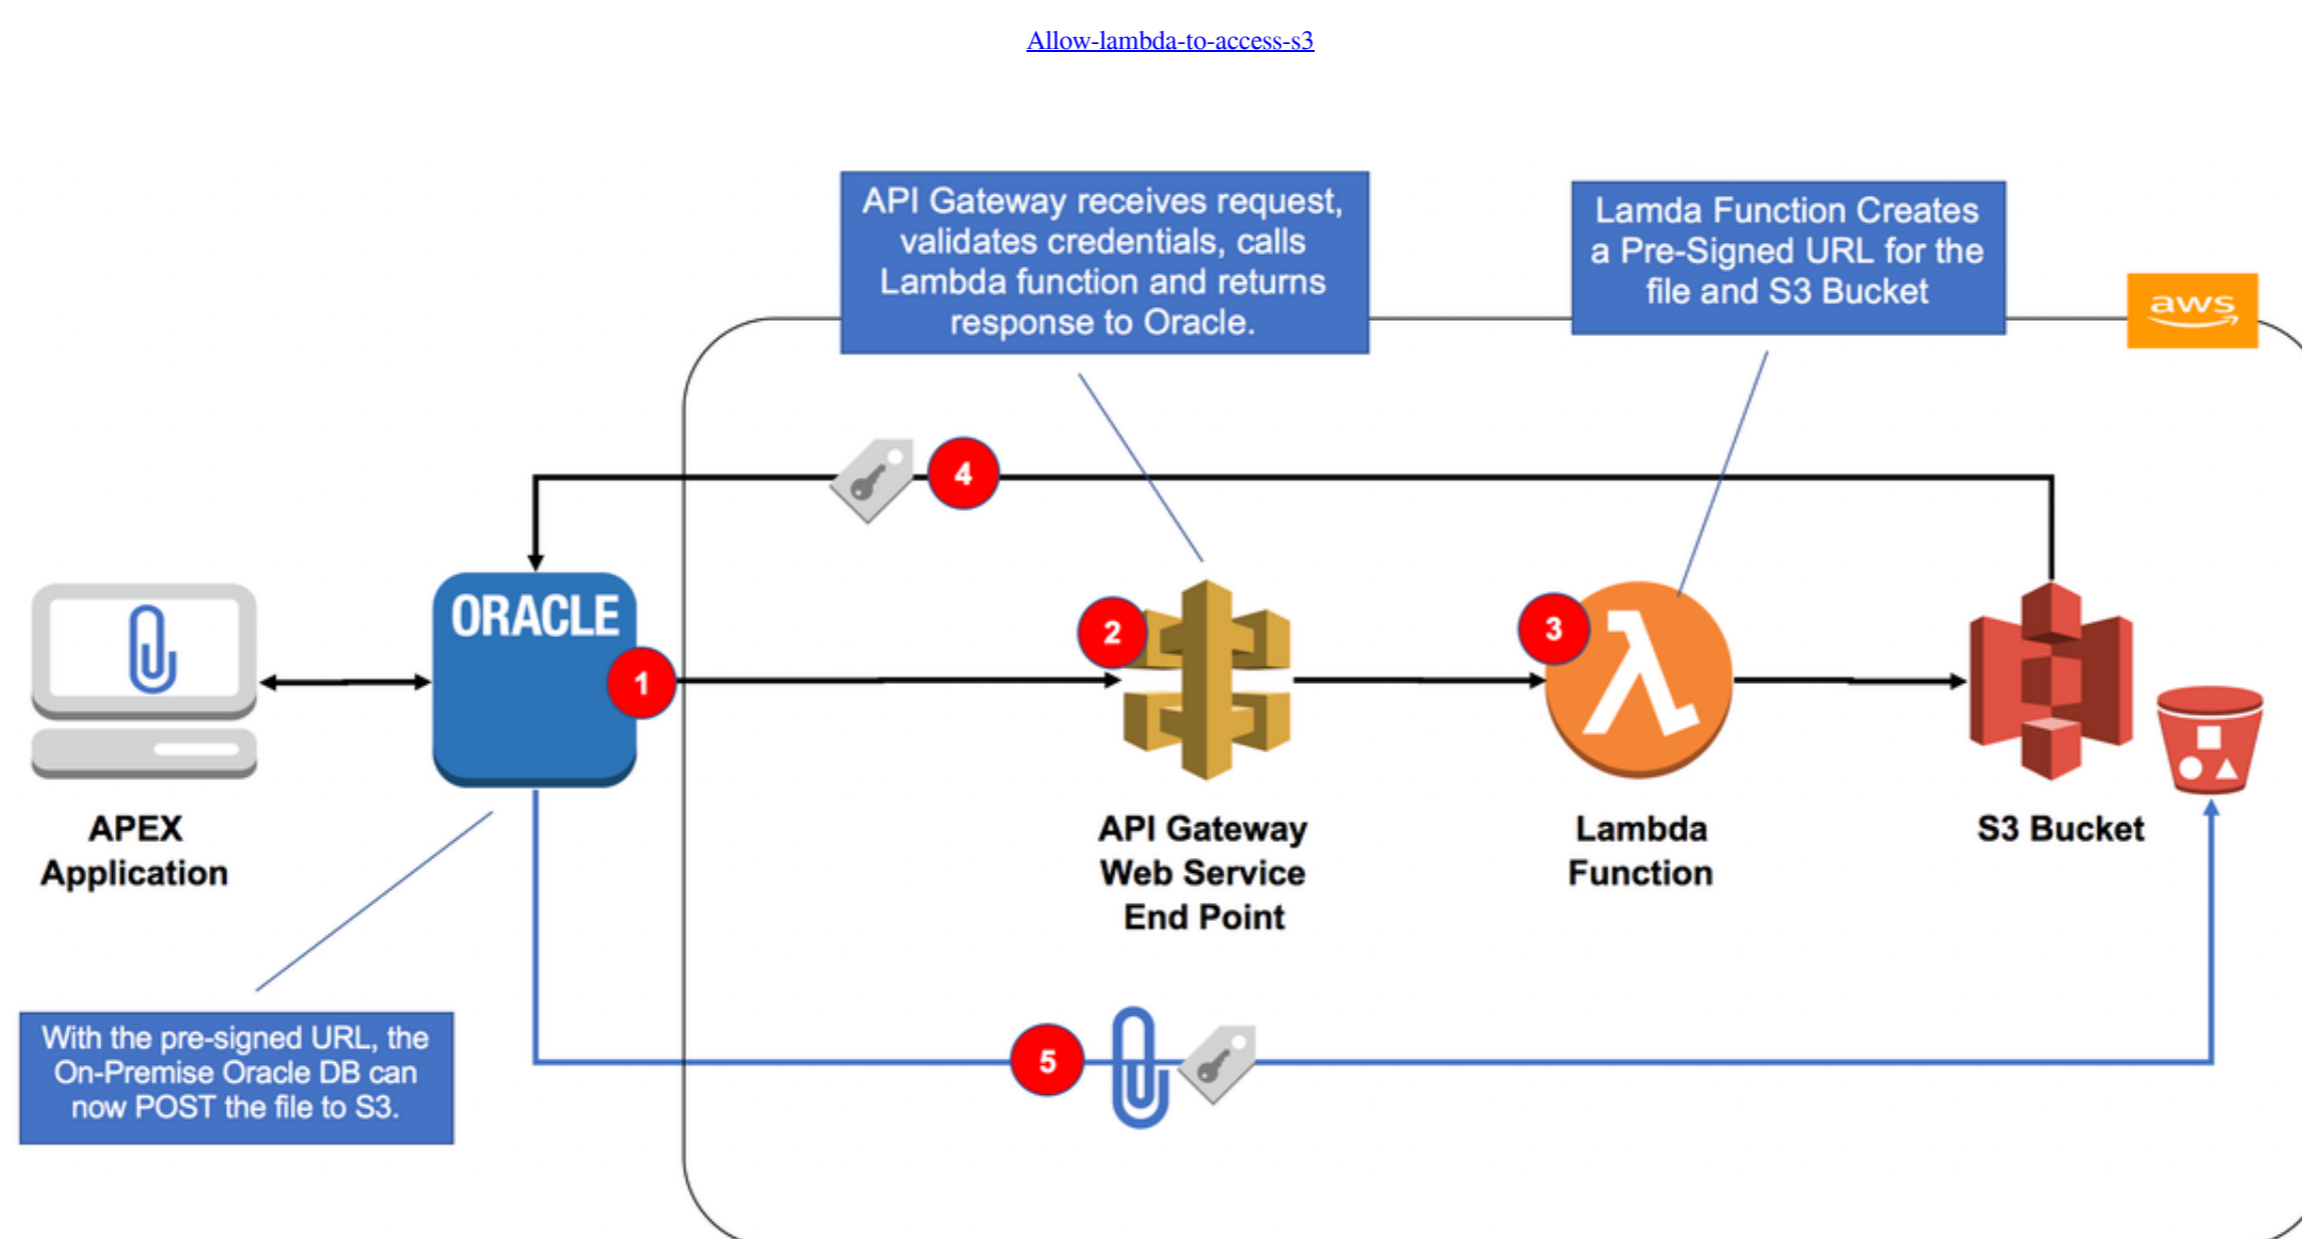 Allow-lambda-to-access-s3
API Gateway receives request,
validates credentials, calls
Lambda function and returns
response to Oracle.
Lamda Function Creates
a Pre-Signed URL for the
file and S3 Bucket
aws
4
ORACLE
1
2
3
APEX
Application
API Gateway
Web Service
End Point
Lambda
Function
S3 Bucket
With the pre-signed URL, the
On-Premise Oracle DB can
now POST the file to S3.
5